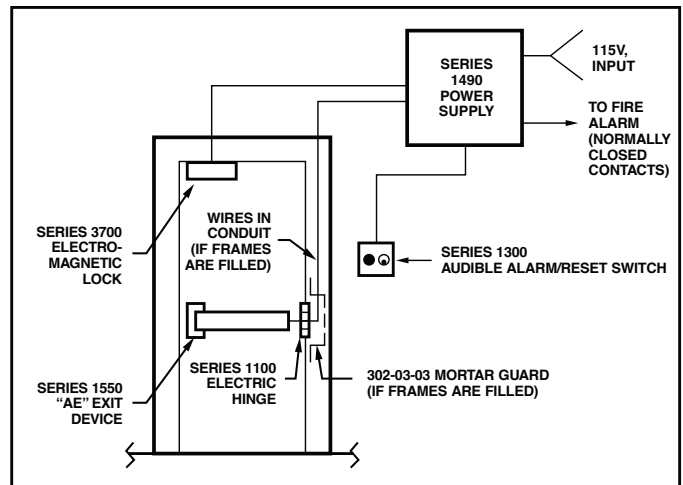 SERIES
1490
POWER
SUPPLY
115V,
INPUT
TO FIRE
ALARM
(NORMALLY
CLOSED
CONTACTS)
SERIES 3700
ELECTRO-
MAGNETIC
LOCK
WIRES IN
CONDUIT
(IF FRAMES
ARE FILLED)
SERIES 1300
AUDIBLE ALARM/RESET SWITCH
SERIES 1550
“AE” EXIT
DEVICE
SERIES 1100
ELECTRIC
HINGE
302-03-03 MORTAR GUARD
(IF FRAMES ARE FILLED)